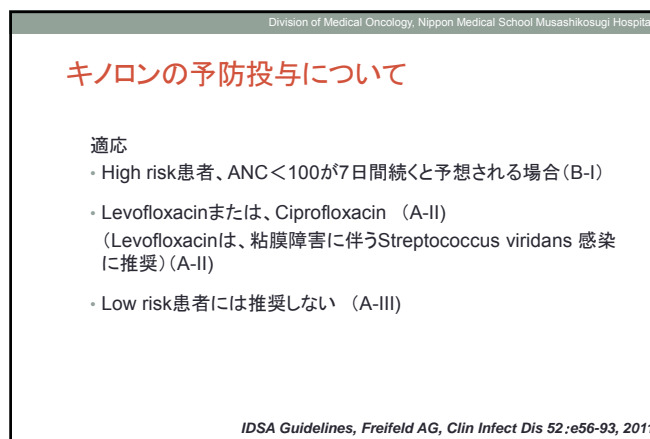 Division of Medical Oncology, Nippon Medical School Musashikosugi Hospita
キノロンの予防投与について
適応
• High risk患者、ANC＜100が7日間続くと予想される場合（B-I）
• Levofloxacinまたは、Ciprofloxacin （A-II）
（Levofloxacinは、粘膜障害に伴うStreptococcus viridans 感染
に推奨）（A-II）
• Low risk患者には推奨しない （A-III）
IDSA Guidelines, Freifeld AG, Clin Infect Dis 52：e56-93, 2011